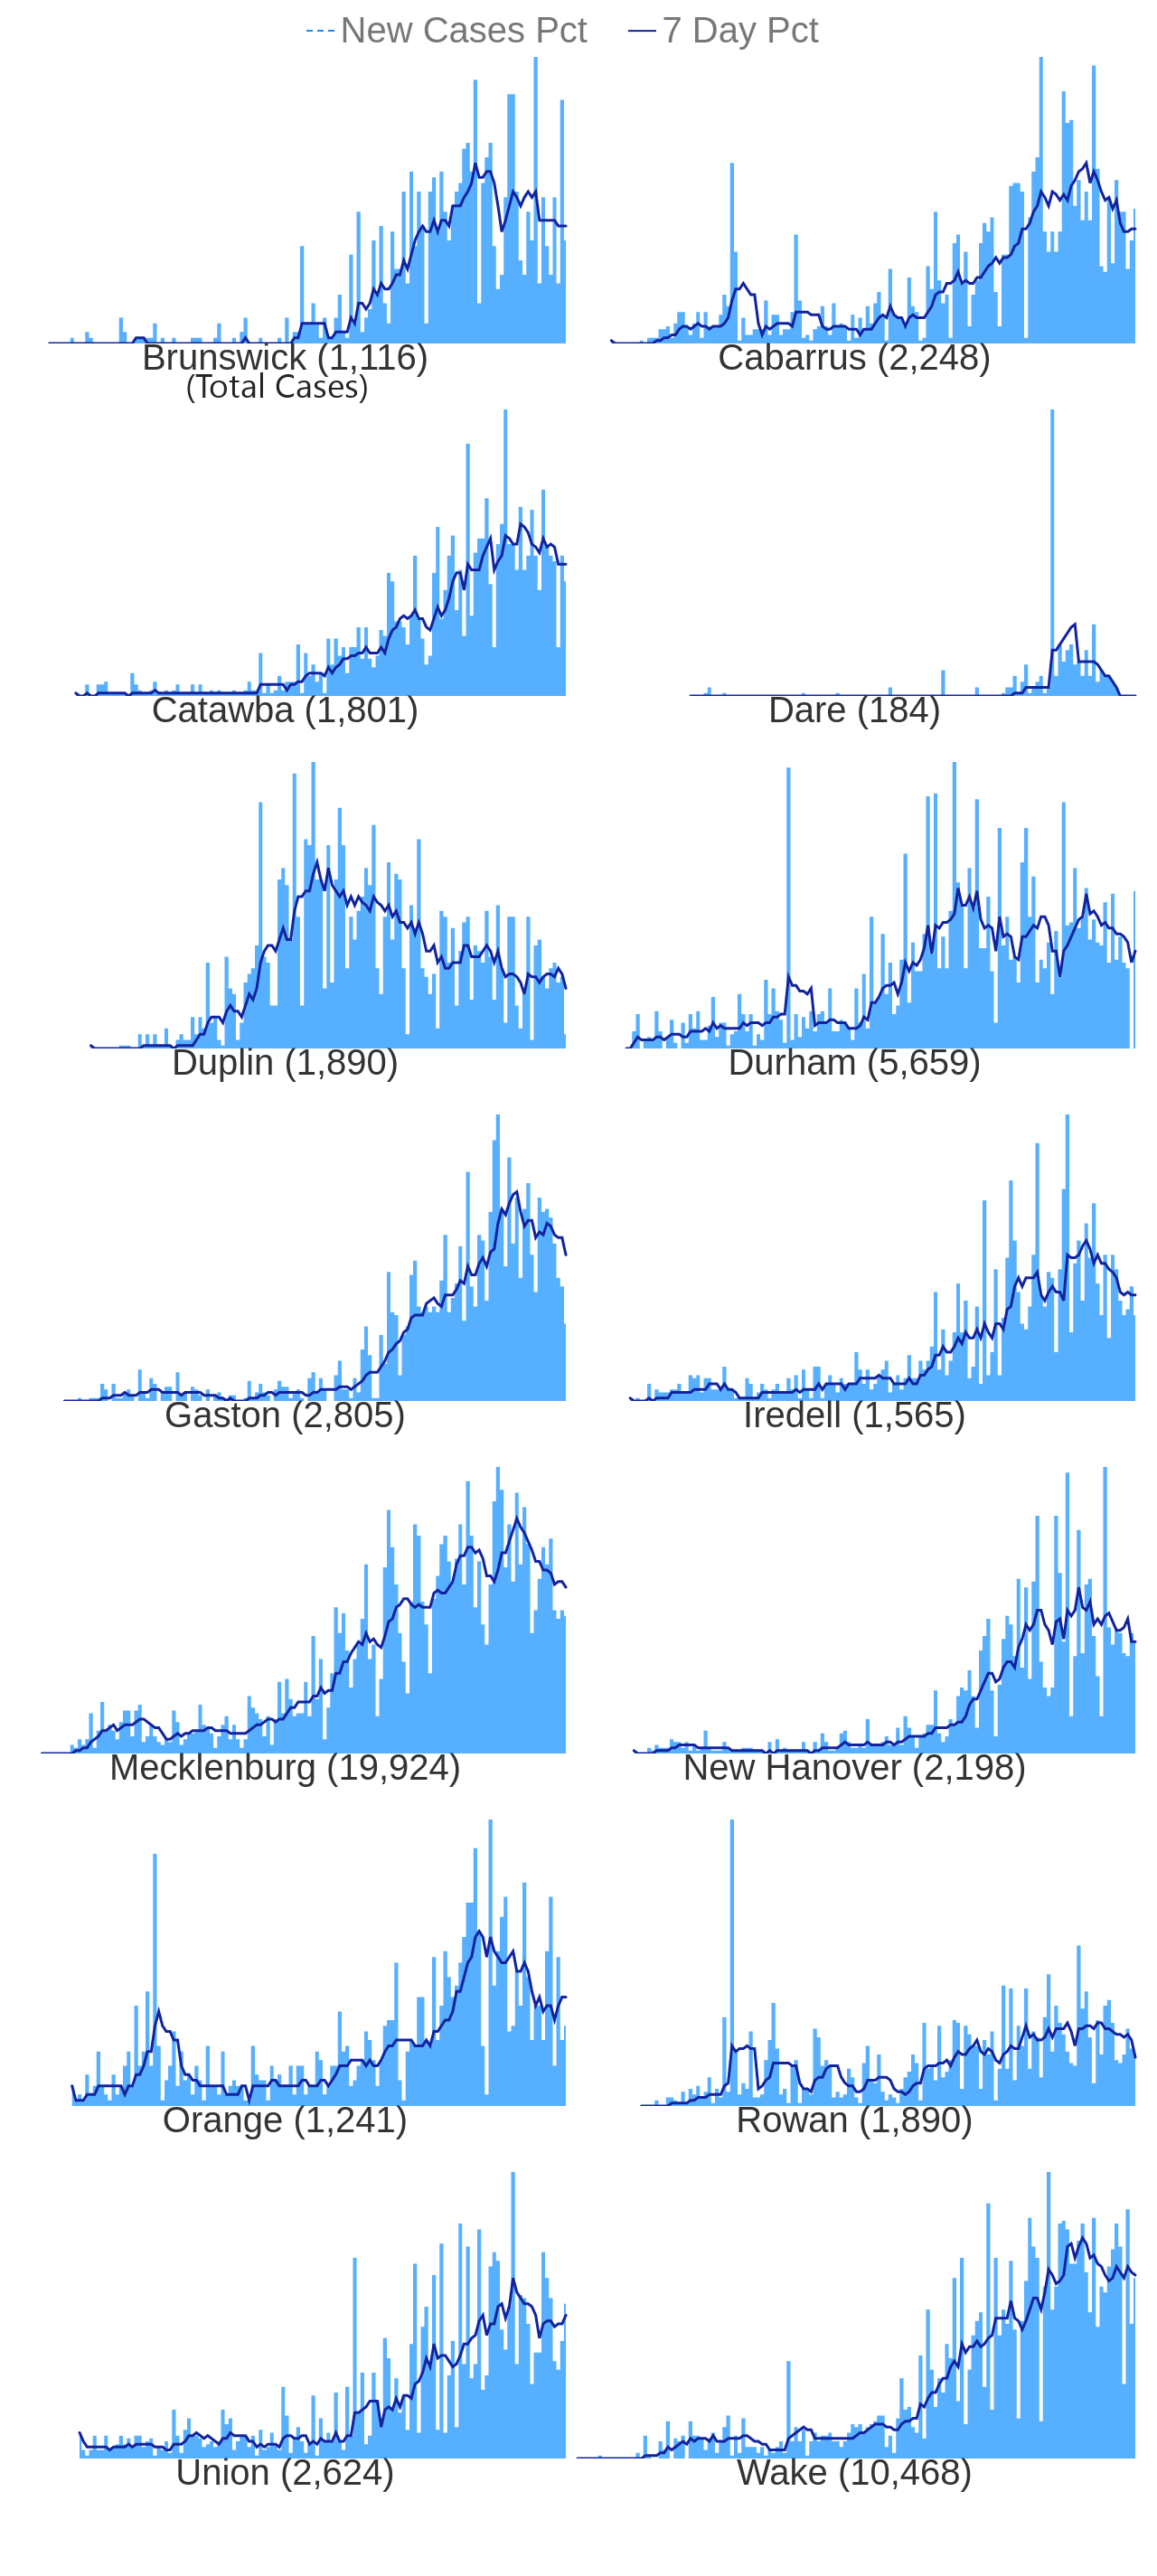 New Cases Pct 7 Day Pct
Brunswick (1,116) Cabarrus (2,248)
(Total Cases)
Catawba (1,801) Dare (184)
Duplin (1,890) Durham (5,659)
Gaston (2,805) Iredell (1,565)
Mecklenburg (19,924) New Hanover (2,198)
Orange (1,241) Rowan (1,890)
Union (2,624) Wake (10,468)